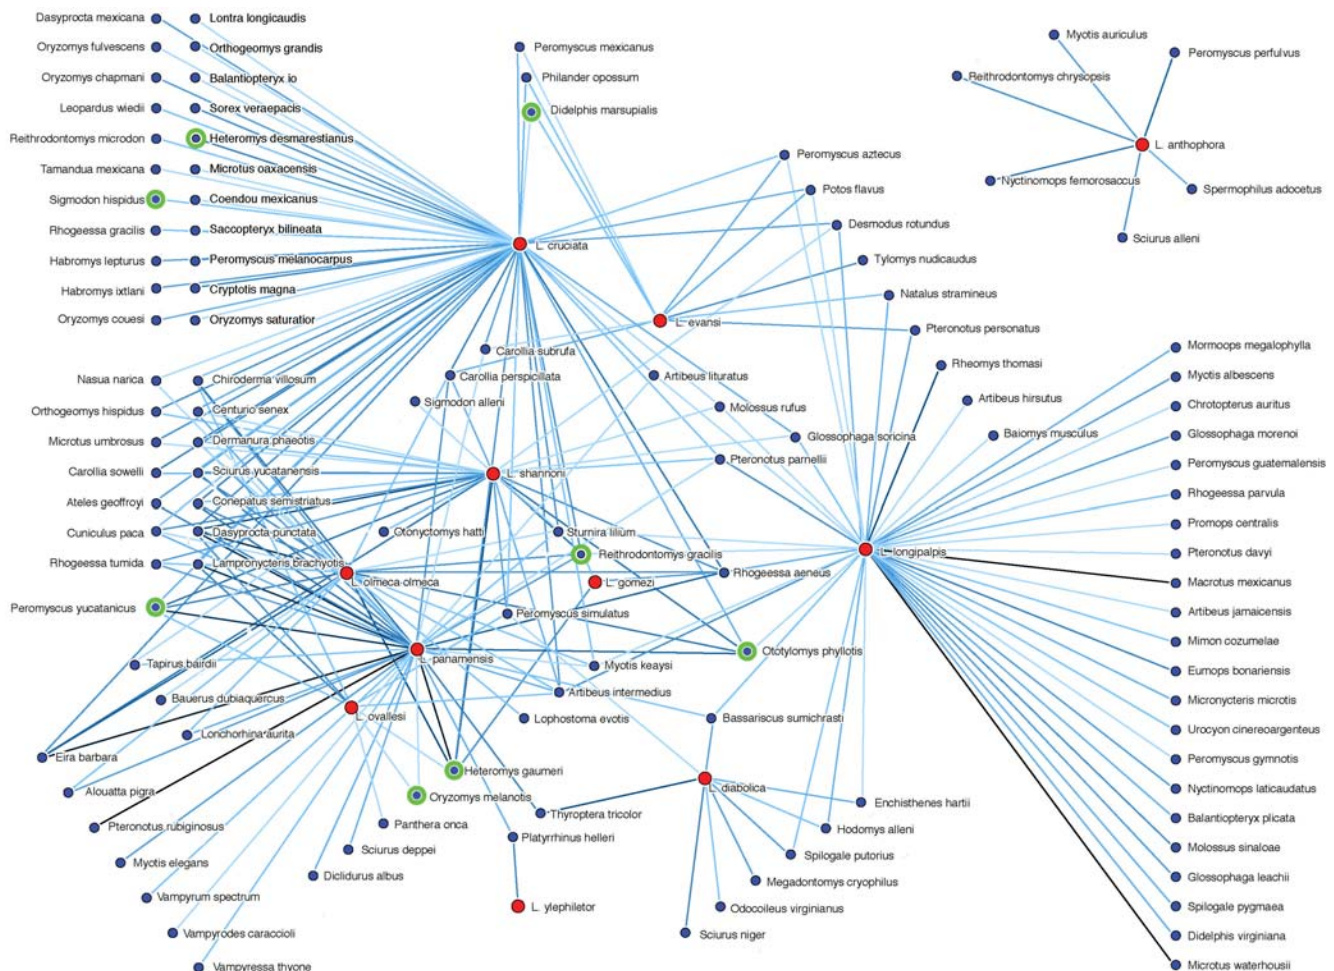 Dasyprocta mexicana
Lontra longicaudis
Oryzomys fulvescens
Orthogeomys grandis
Oryzomys chapmani
Balantiopteryx io
Leopardus wiedii
Sorex veraepacis
Reithrodontomys microdon
Heteromys desmarestianus
Tamandua mexicana
Microtus oaxacensis
Sigmodon hispidus
Coendou mexicanus
Rhogeessa gracilis
Saccopteryx bilineata
Habromys lepturus
Peromyscus melanocarpus
Habromys ixtlani
Cryptotis magna
Oryzomys couesi
Oryzomys saturatior
Peromyscus mexicanus
Philander opossum
Didelphis marsupialis
Myotis auriculus
Peromyscus perfulvus
Reithrodontomys chrysopsis
L. anthophora
Nyctinomops femorosaccus
Spermophilus adocetus
Sciurus alleni
Peromyscus aztecus
Potos flavus
Desmodus rotundus
L. cruciata
Tylomys nudicaudus
Natalus stramineus
L. evansi
Pteronotus personatus
Carollia subrufa
Rheomys thomasi
Carollia perspicillata
Artibeus lituratus
Sigmodon alleni
Artibeus hirsutus
Molossus rufus
Baiomys musculus
Glossophaga soricina
Pteronotus parnellii
Nasua narica
Chiroderma villosum
Orthogeomys hispidus
Centurio senex
Microtus umbrosus
Dermanura phaeotis
Carollia sowelli
Sciurus yucatanensis
L. shannoni
Ateles geoffroyi
Conepatus semistriatus
Cuniculus paca
Dasyprocta punctata
Otonyctomys hatti
Sturnira lilium
Rhogeessa tumida
Lampronycteris brachyotis
Reithrodontomys gracilis
L. longipalpis
L. olmeca olmeca
L. gomezi
Rhogeessa aeneus
Peromyscus yucatanicus
Peromyscus simulatus
L. panamensis
Ototylomys phyllotis
Tapirus bairdii
Myotis keaysi
Bauerus dubiaquercus
Artibeus intermedius
L. ovallesi
Lophostoma evotis
Bassariscus sumichrasti
Lonchorhina aurita
Eira barbara
Heteromys gaumeri
L. diabolica
Alouatta pigra
Oryzomys melanotis
Enchisthenes hartii
Pteronotus rubiginosus
Panthera onca
Thyroptera tricolor
Hodomys alleni
Platyrrhinus helleri
Sciurus deppei
Spilogale putorius
Myotis elegans
Diclidurus albus
Megadontomys cryophilus
Vampyrum spectrum
L. ylephiletor
Odocoileus virginianus
Vampyrodes caraccioli
Sciurus niger
Vampyressa thyone
Mormoops megalophylla
Myotis albescens
Chrotopterus auritus
Glossophaga morenoi
Peromyscus guatemalensis
Rhogeessa parvula
Promops centralis
Pteronotus davyi
Macrotus mexicanus
Artibeus jamaicensis
Mimon cozumelae
Eumops bonariensis
Micronycteris microtis
Urocyon cinereoargenteus
Peromyscus gymnotis
Nyctinomops laticaudatus
Balantiopteryx plicata
Molossus sinaloae
Glossophaga leachii
Spilogale pygmaea
Didelphis virginiana
Microtus waterhousii